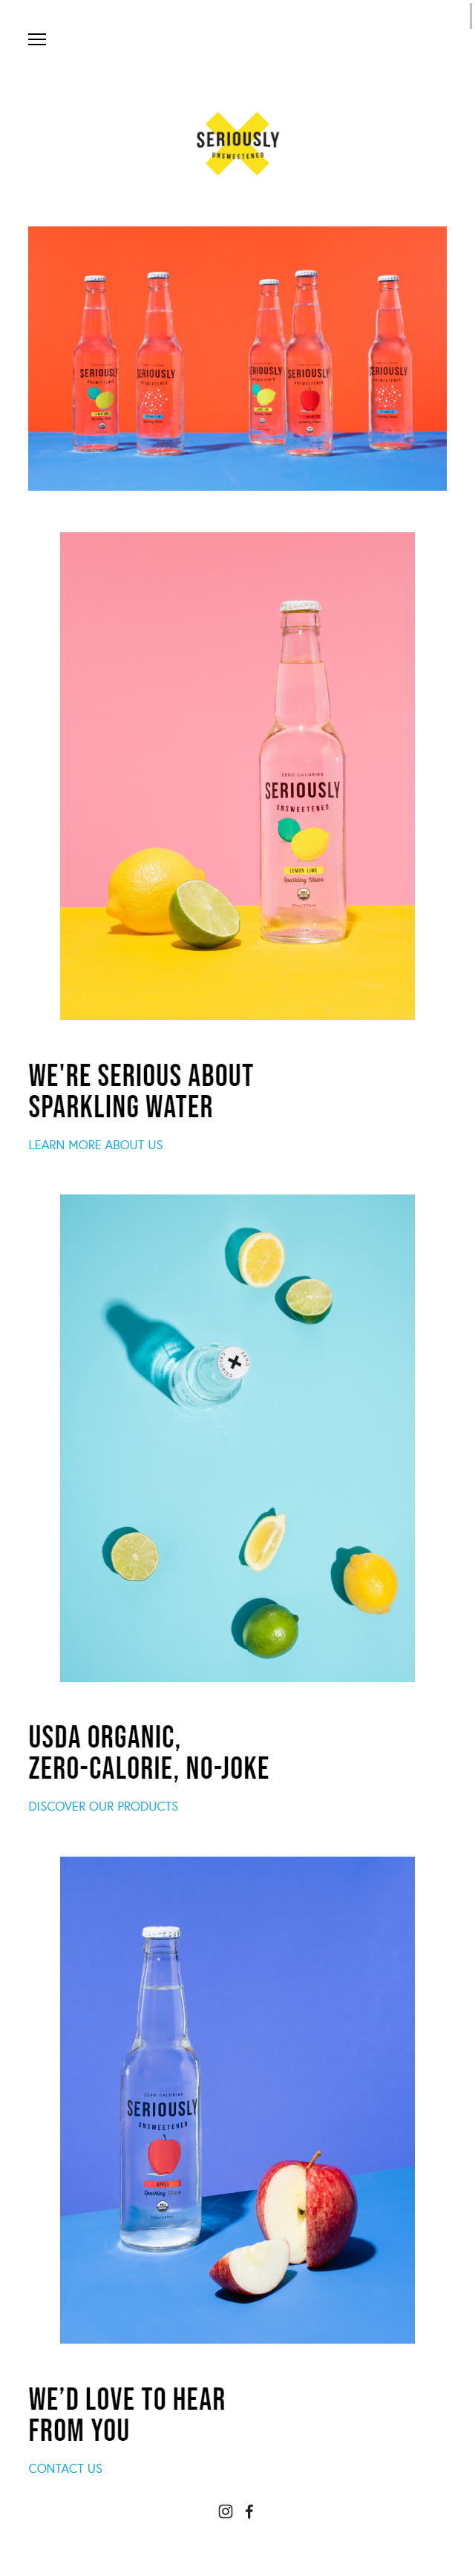 SERIOUSLY
UNSWEETENED
SERIOUSLY
UNSWEETENED
SERIOUSLY
UNSWEETENED
SERIOUSLY
UNSWEETENED
SERIOUSLY
UNSWEETENED
SERIOUSLY
UNSWEETENED
ZERO CALORIES
SERIOUSLY
UNSWEETENED
LEMON LIME
Sparkling Water
WE'RE SERIOUS ABOUT
SPARKLING WATER
LEARN MORE ABOUT US
ZERO
CALORIES
USDA ORGANIC,
ZERO-CALORIE, NO-JOKE
DISCOVER OUR PRODUCTS
ZERO CALORIES
SERIOUSLY
UNSWEETENED
APPLE
Sparkling Water
WE’D LOVE TO HEAR
FROM YOU
CONTACT US